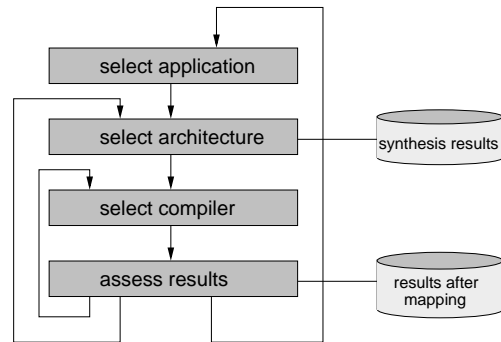 select application
select architecture
synthesis results
select compiler
assess results
results after
mapping